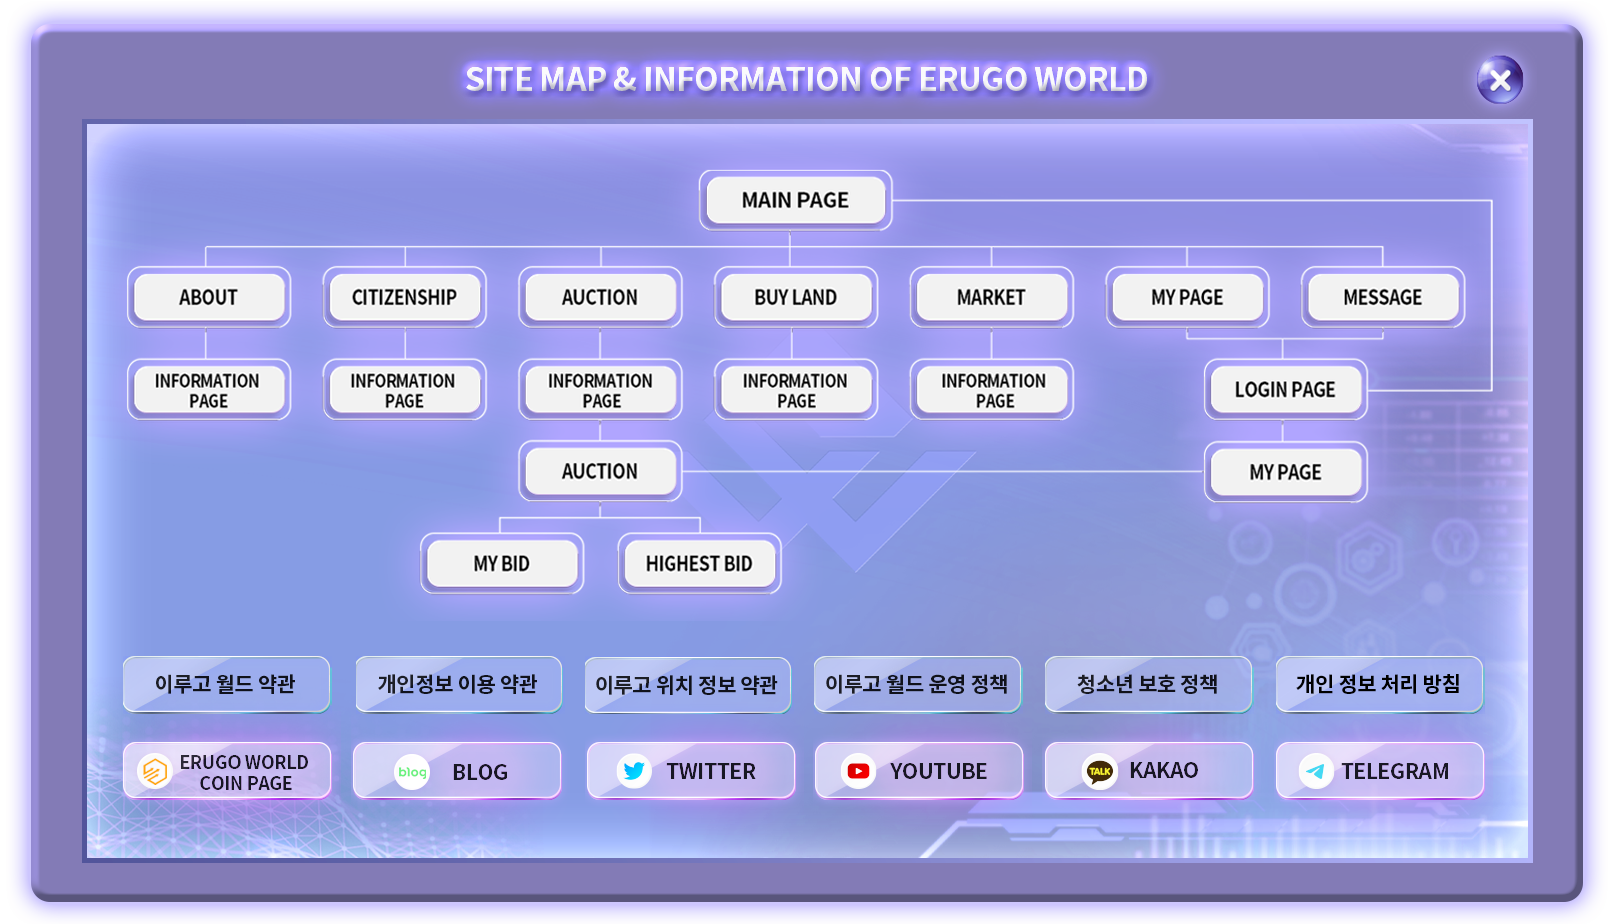 SITE MAP & INFORMATION OF ERUGO WORLD
MAIN PAGE
ABOUT
CITIZENSHIP
AUCTION
BUY LAND
MARKET
MY PAGE
MESSAGE
INFORMATION
PAGE
INFORMATION
PAGE
INFORMATION
PAGE
INFORMATION
PAGE
INFORMATION
PAGE
LOGIN PAGE
AUCTION
MY PAGE
MY BID
HIGHEST BID
이루고 월드 약관
개인정보 이용 약관
이루고 위치 정보 약관
이루고 월드 운영 정책
청소년 보호 정책
개인 정보 처리 방침
ERUGO WORLD
COIN PAGE
blog
BLOG
TWITTER
YOUTUBE
TALK
KAKAO
TELEGRAM